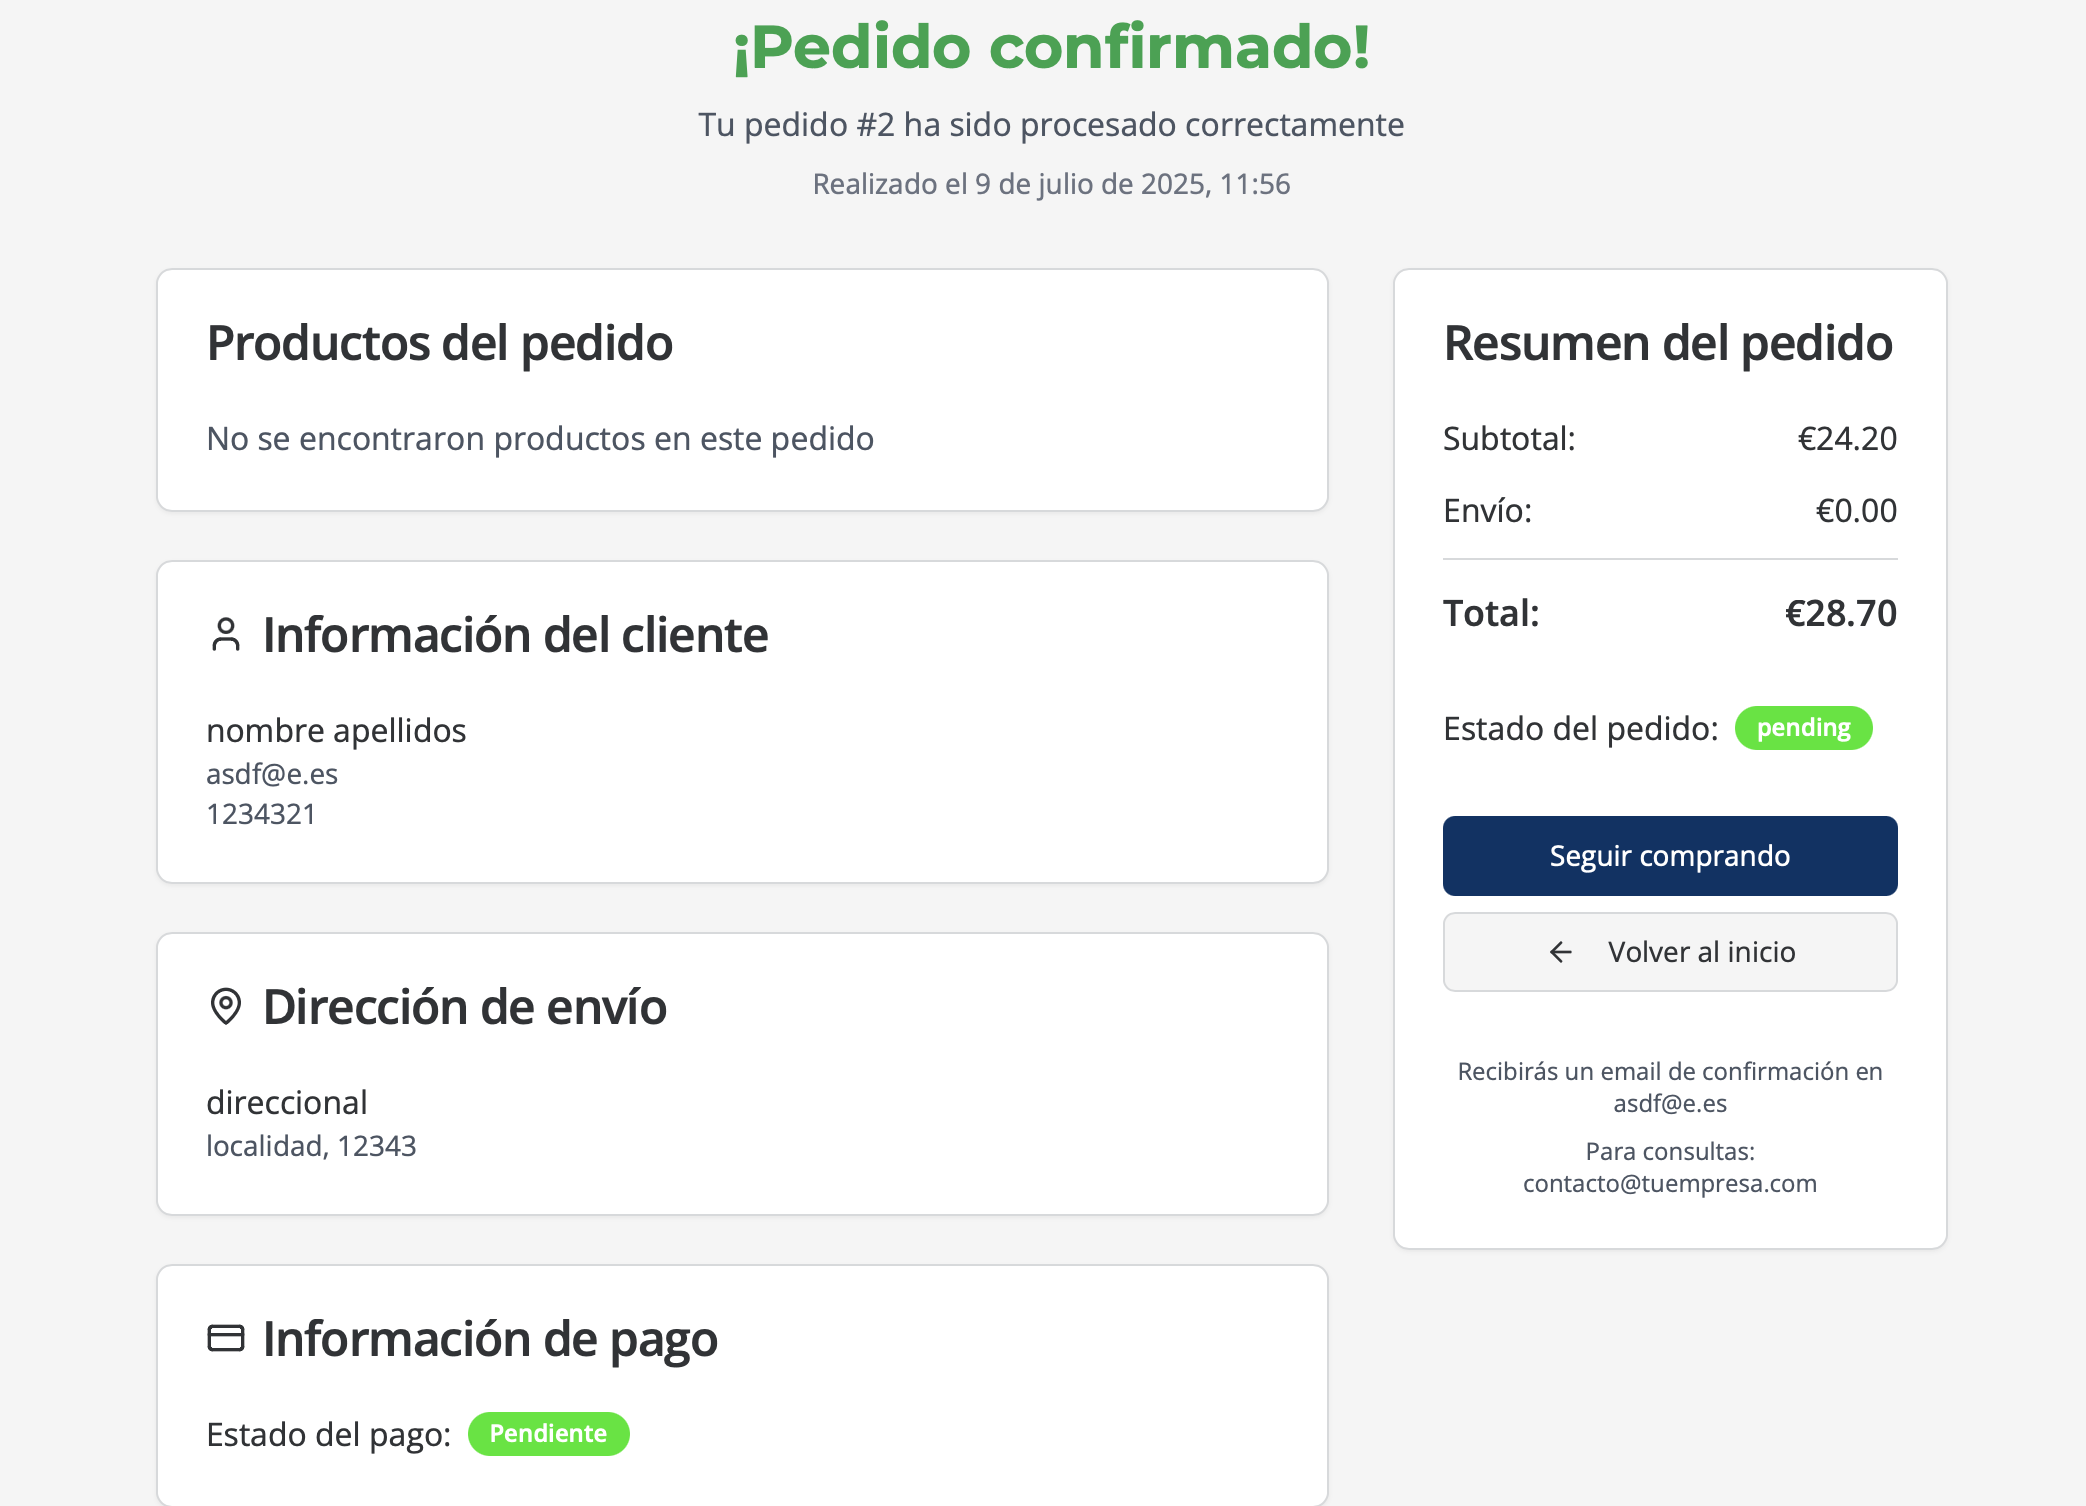 ¡Pedido confirmado!
Tu pedido #2 ha sido procesado correctamente
Realizado el 9 de julio de 2025, 11:56
Productos del pedido
No se encontraron productos en este pedido
Información del cliente
nombre apellidos
asdf@e.es
1234321
Dirección de envío
direccional
localidad, 12343
Información de pago
Estado del pago: Pendiente
Resumen del pedido
Subtotal: €24.20
Envío: €0.00
Total: €28.70
Estado del pedido: pending
Seguir comprando
Volver al inicio
Recibirás un email de confirmación en
asdf@e.es
Para consultas:
contacto@tuempresa.com